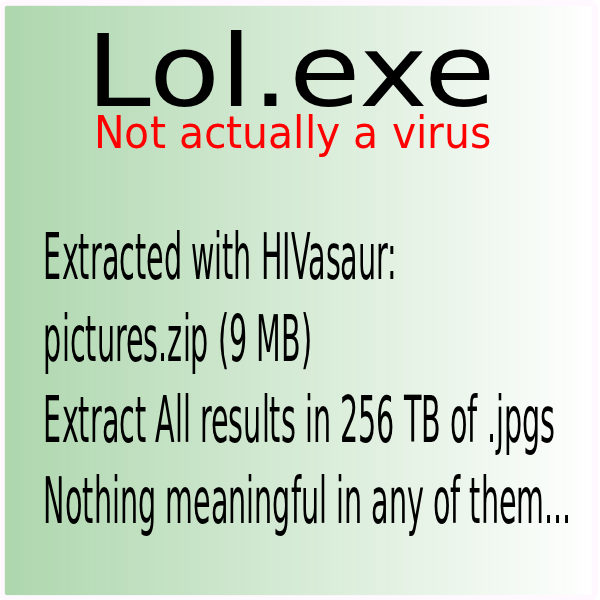 Lol.exe
Not actually a virus
Extracted with HIVasaur:
pictures.zip (9 MB)
Extract All results in 256 TB of .jpgs
Nothing meaningful in any of them...